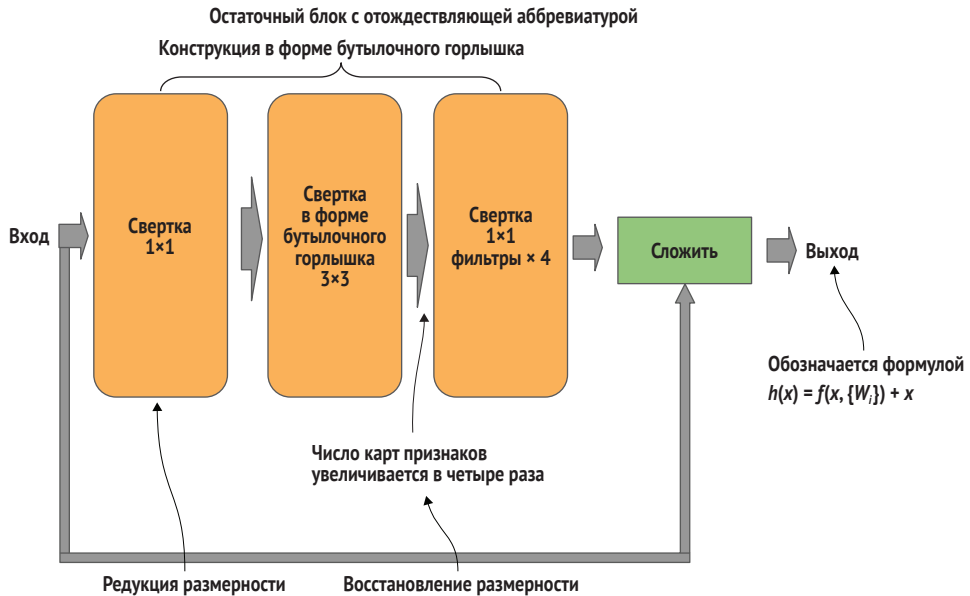 Остаточный блок с отождествляющей аббревиатурой
Конструкция в форме бутылочного горлышка
Вход
Свертка
1×1
Свертка
в форме
бутылочного
горлышка
3×3
Свертка
1×1
фильтры × 4
Сложить
Выход
Обозначается формулой
h(x) = f(x, {Wᵢ}) + x
Число карт признаков
увеличивается в четыре раза
Редукция размерности
Восстановление размерности